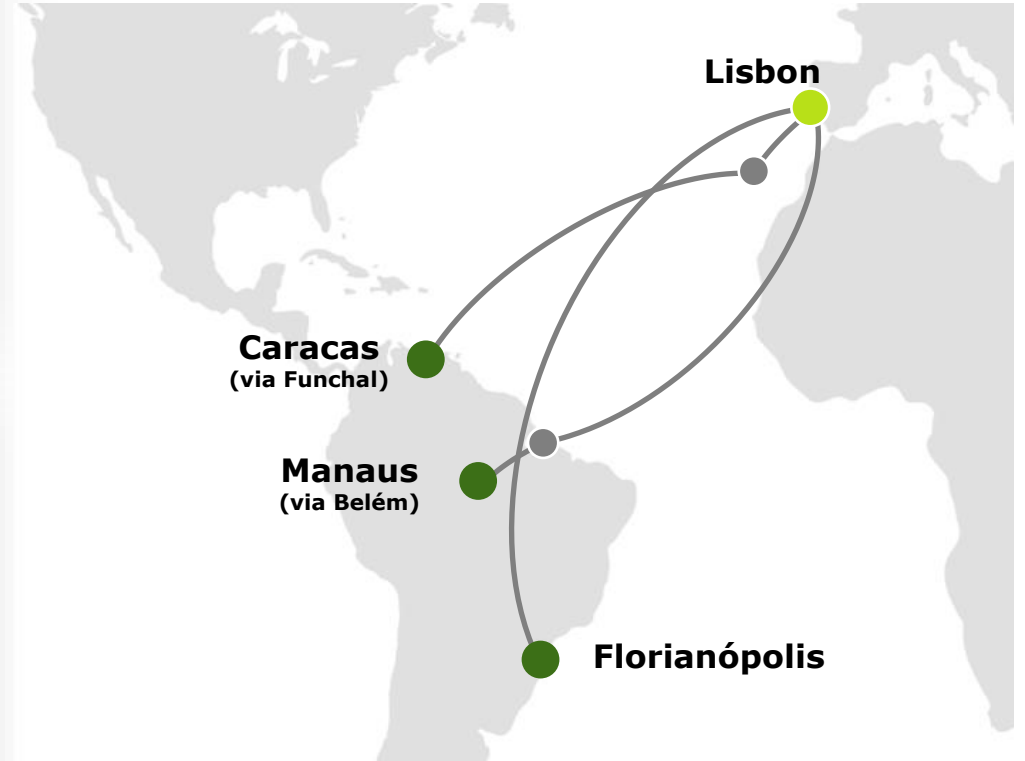 Lisbon
Caracas
(via Funchal)
Manaus
(via Belém)
Florianópolis